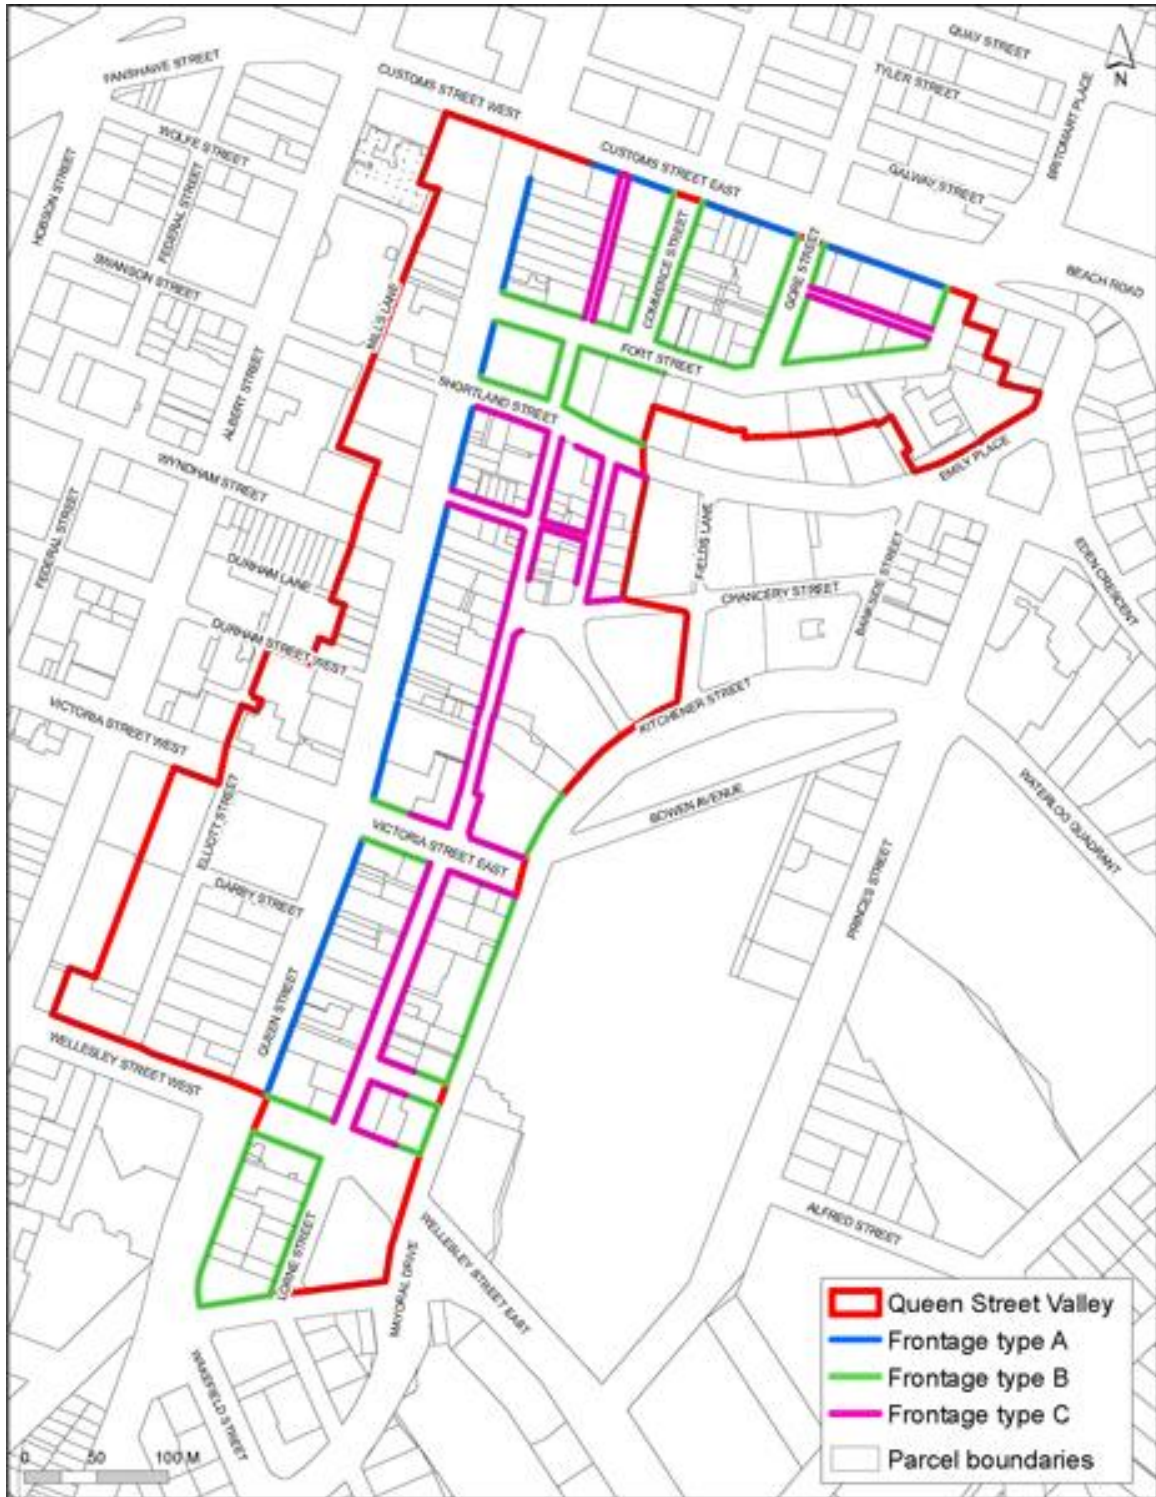 QUAY STREET
FANSHAWE STREET
TYLER STREET
CUSTOMS STREET WEST
N
BRITOMART PLACE
WOLFE STREET
CUSTOMS STREET EAST
GALWAY STREET
HOBSON STREET
FEDERAL STREET
COMMERCE STREET
GORE STREET
BEACH ROAD
SWANSON STREET
MILLS LANE
FORT STREET
ALBERT STREET
SHORTLAND STREET
EMILY PLACE
WYNDHAM STREET
FEDERAL STREET
FIELDS LANE
BANKSIDE STREET
EDEN CRESCENT
DURHAM LANE
CHANCERY STREET
DURHAM STREET WEST
KITCHENER STREET
VICTORIA STREET WEST
BOWEN AVENUE
WATERLOO QUADRANT
ELLIOTT STREET
VICTORIA STREET EAST
PRINCES STREET
DARBY STREET
QUEEN STREET
WELLESLEY STREET WEST
ALFRED STREET
LORNE STREET
WELLESLEY STREET EAST
MAYORAL DRIVE
WAKEFIELD STREET
Queen Street Valley
Frontage type A
Frontage type B
Frontage type C
Parcel boundaries
0 50 100 M